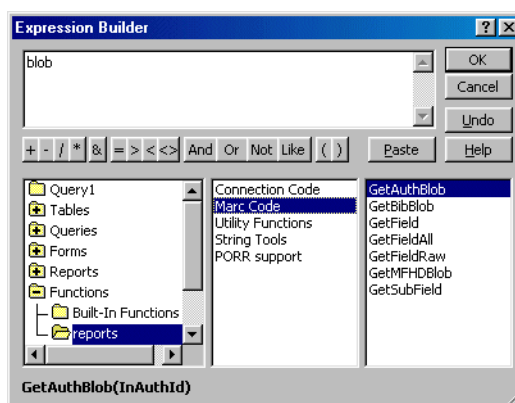 Expression Builder
blob
OK
Cancel
Undo
+ - / * & = > < <> And Or Not Like ( ) Paste Help
Query1
Tables
Queries
Forms
Reports
Functions
Built-In Functions
reports
Connection Code
Marc Code
Utility Functions
String Tools
PORR support
GetAuthBlob
GetBibBlob
GetField
GetFieldAll
GetFieldRaw
GetMFHDBlob
GetSubField
GetAuthBlob(InAuthId)